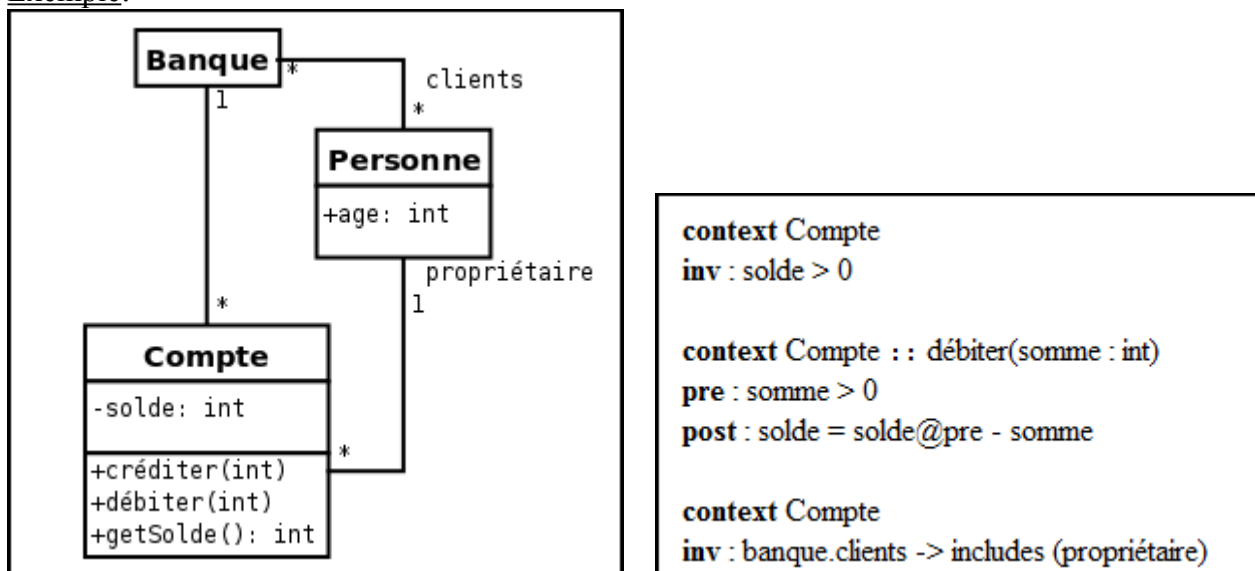 Exemple:
Banque
*
clients
1
*
Personne
+age: int
propriétaire
1
*
Compte
-solde: int
*
+créditer(int)
+débiter(int)
+getSolde(): int
context Compte
inv : solde > 0
context Compte :: débiter(somme : int)
pre : somme > 0
post : solde = solde@pre - somme
context Compte
inv : banque.clients -> includes (propriétaire)